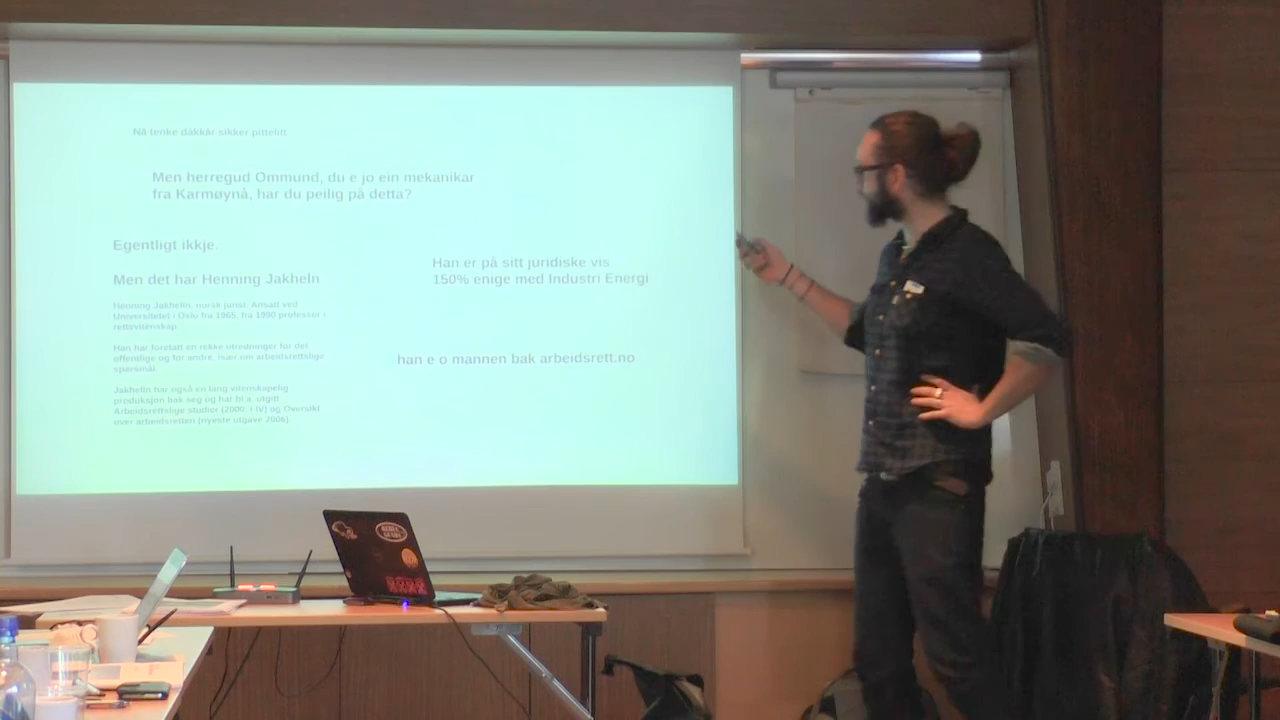 Nå tenke dåkkår sikker pittelitt
Men herregud Ommund, du e jo ein mekanikar
fra Karmøynå, har du peilig på detta?
Egentligt ikkje.
Men det har Henning Jakheln
Henning Jakhelln, norsk jurist. Ansatt ved
Universitetet i Oslo fra 1965, fra 1990 professor i
rettsvitenskap
Han har foretatt en rekke utredninger for det
offentlige og for andre, især om arbeidsrettslige
spørsmål.
Jakhelln har også en lang vitenskapelig
produksjon bak seg og har bl.a. utgitt
Arbeidsrettslige studier (2000, I-IV) og Oversikt
over arbeidsretten (nyeste utgave 2006)
Han er på sitt juridiske vis
150% enige med Industri Energi
han e o mannen bak arbeidsrett.no